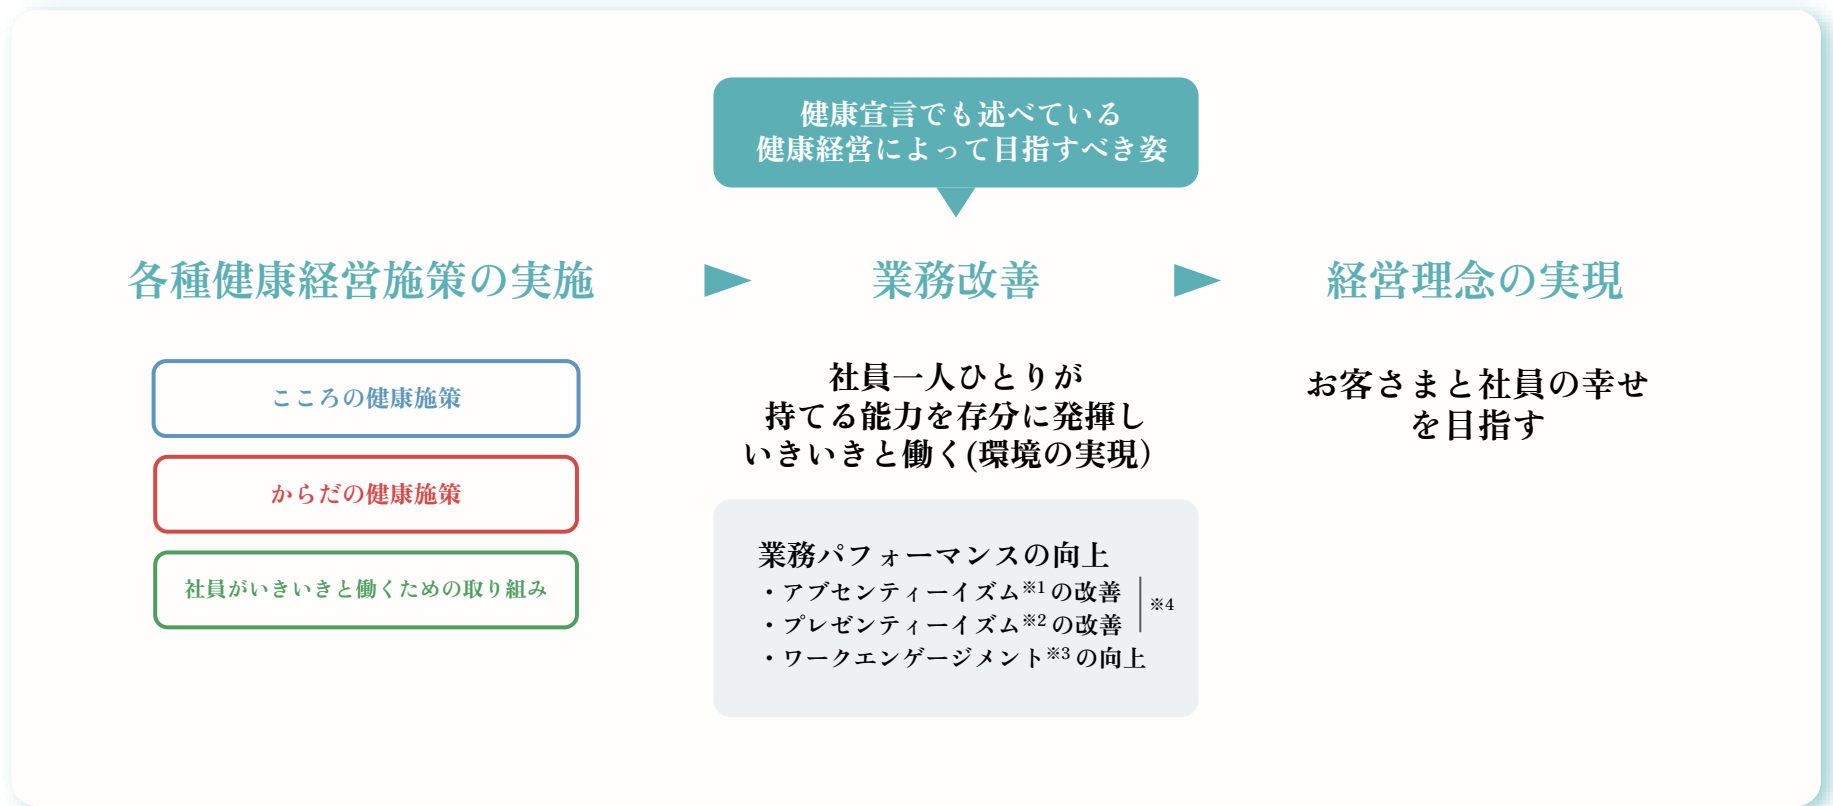 健康宣言でも述べている
健康経営によって目指すべき姿
各種健康経営施策の実施
業務改善
経営理念の実現
こころの健康施策
からだの健康施策
社員がいきいきと働くための取り組み
社員一人ひとりが
持てる能力を存分に発揮し
いきいきと働く(環境の実現）
業務パフォーマンスの向上
・アブセンティーイズム※1の改善
・プレゼンティーイズム※2の改善
※4
・ワークエンゲージメント※3の向上
お客さまと社員の幸せ
を目指す